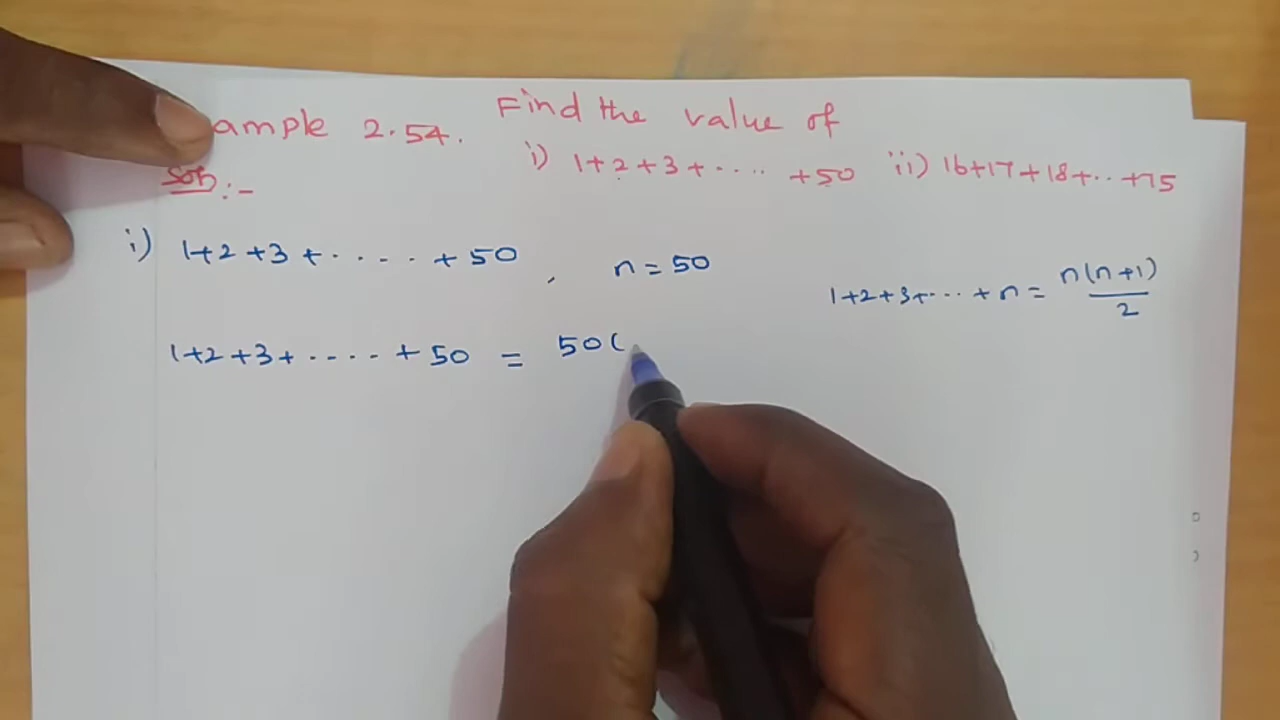 ample 2.54. Find the value of
i) 1+2+3+..... +50 ii) 16+17+18+..+75
Soln:-
i) 1+2+3+.....+50, n=50
1+2+3+....+n= n(n+1)/2
1+2+3+.....+50 = 50(